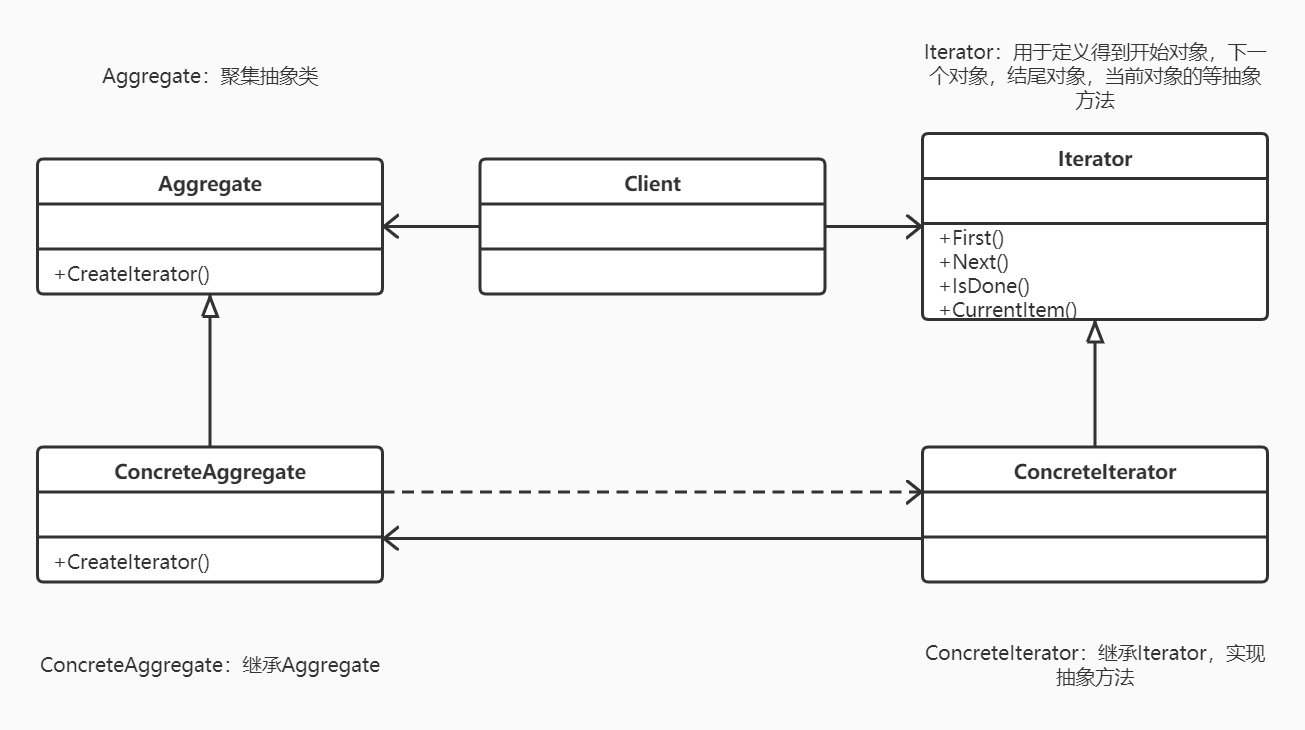 Aggregate：聚集抽象类
Iterator：用于定义得到开始对象，下一
个对象，结尾对象，当前对象的等抽象
方法
Aggregate
+CreateIterator()
Client
Iterator
+First()
+Next()
+IsDone()
+CurrentItem()
ConcreteAggregate
+CreateIterator()
ConcreteIterator
ConcreteAggregate：继承Aggregate
ConcreteIterator：继承Iterator，实现
抽象方法